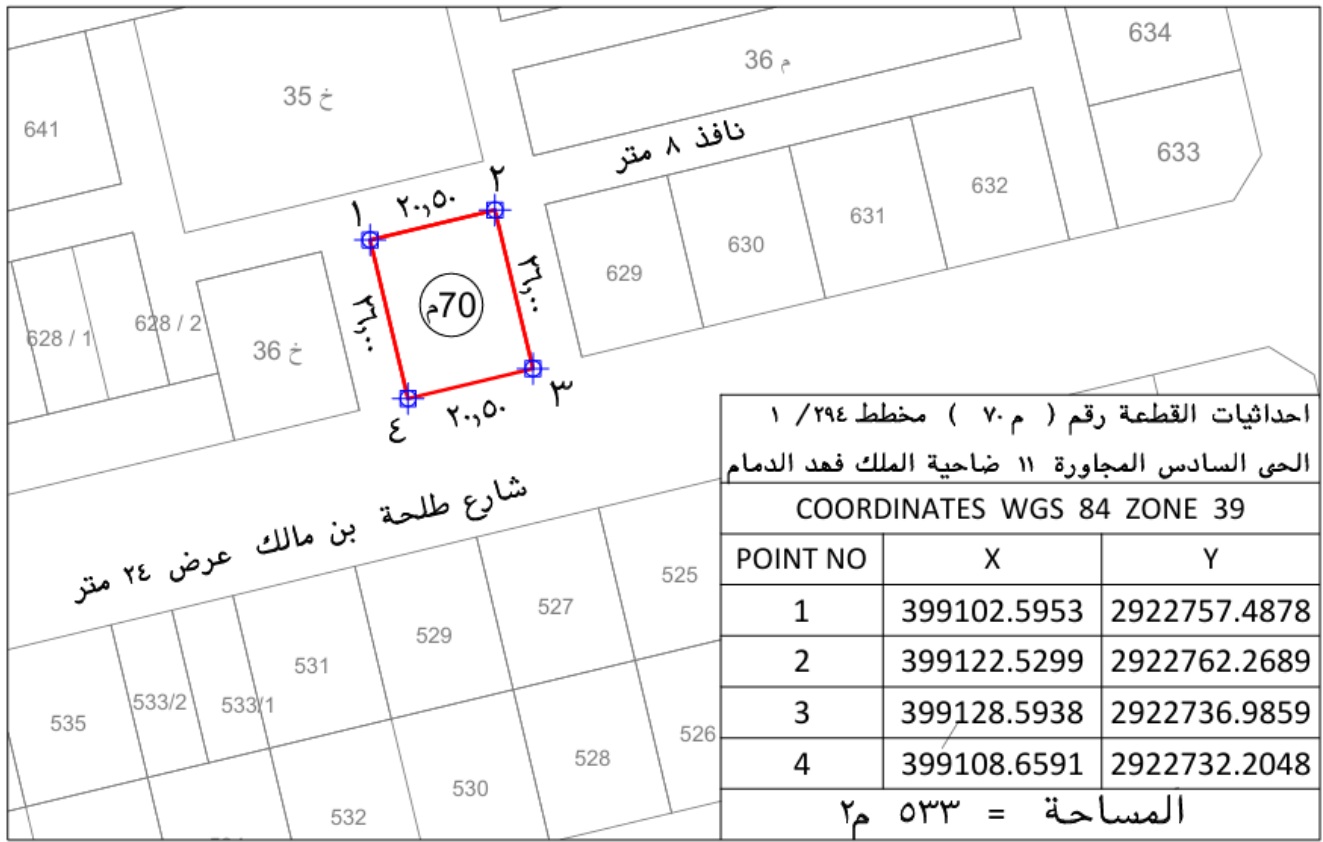 634
م 36
خ 35
641
نافذ ٨ متر
633
٢
١
٢٠,٥٠
632
631
630
629
٢٦,٠٠
٢٦,٠٠
م70
628 / 1
628 / 2
خ 36
٣
٤
٢٠,٥٠
شارع طلحة بن مالك عرض ٢٤ متر
525
527
529
531
533/1
533/2
535
526
528
530
532
احداثيات القطعة رقم ( م ٧٠ ) مخطط ٢٩٤/ ١
الحى السادس المجاورة ١١ ضاحية الملك فهد الدمام
COORDINATES WGS 84 ZONE 39
POINT NO X Y
1 399102.5953 2922757.4878
2 399122.5299 2922762.2689
3 399128.5938 2922736.9859
4 399108.6591 2922732.2048
المساحة = ٥٣٣ م٢